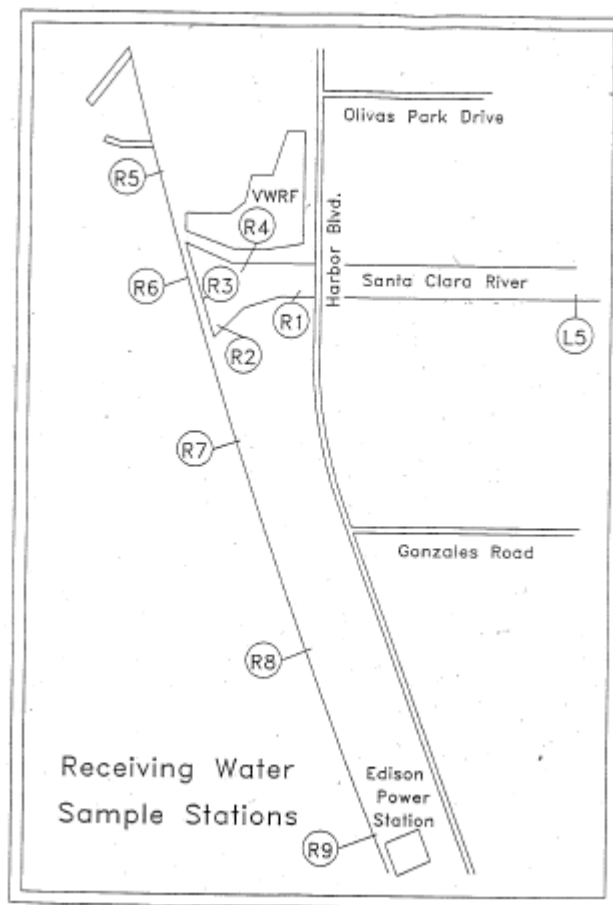 Olivas Park Drive
R5
VWRF
R4
Harbor Blvd.
R6
R3
Santa Clara River
R1
R2
L5
R7
Gonzales Road
R8
Receiving Water
Sample Stations
Edison
Power
Station
R9